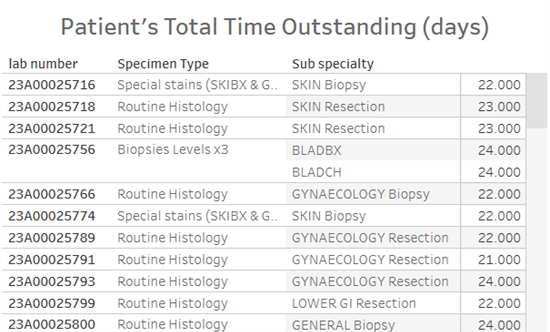 Patient's Total Time Outstanding (days)
lab number Specimen Type Sub specialty
23A00025716 Special stains (SKIBX & G.. SKIN Biopsy 22.000
23A00025718 Routine Histology SKIN Resection 23.000
23A00025721 Routine Histology SKIN Resection 23.000
23A00025756 Biopsies Levels x3 BLADBX 24.000
BLADCH 24.000
23A00025766 Routine Histology GYNAECOLOGY Biopsy 22.000
23A00025774 Special stains (SKIBX & G.. SKIN Biopsy 22.000
23A00025789 Routine Histology GYNAECOLOGY Resection 22.000
23A00025791 Routine Histology GYNAECOLOGY Resection 21.000
23A00025793 Routine Histology GYNAECOLOGY Resection 24.000
23A00025799 Routine Histology LOWER GI Resection 22.000
23A00025800 Routine Histology GENERAL Biopsy 24.000